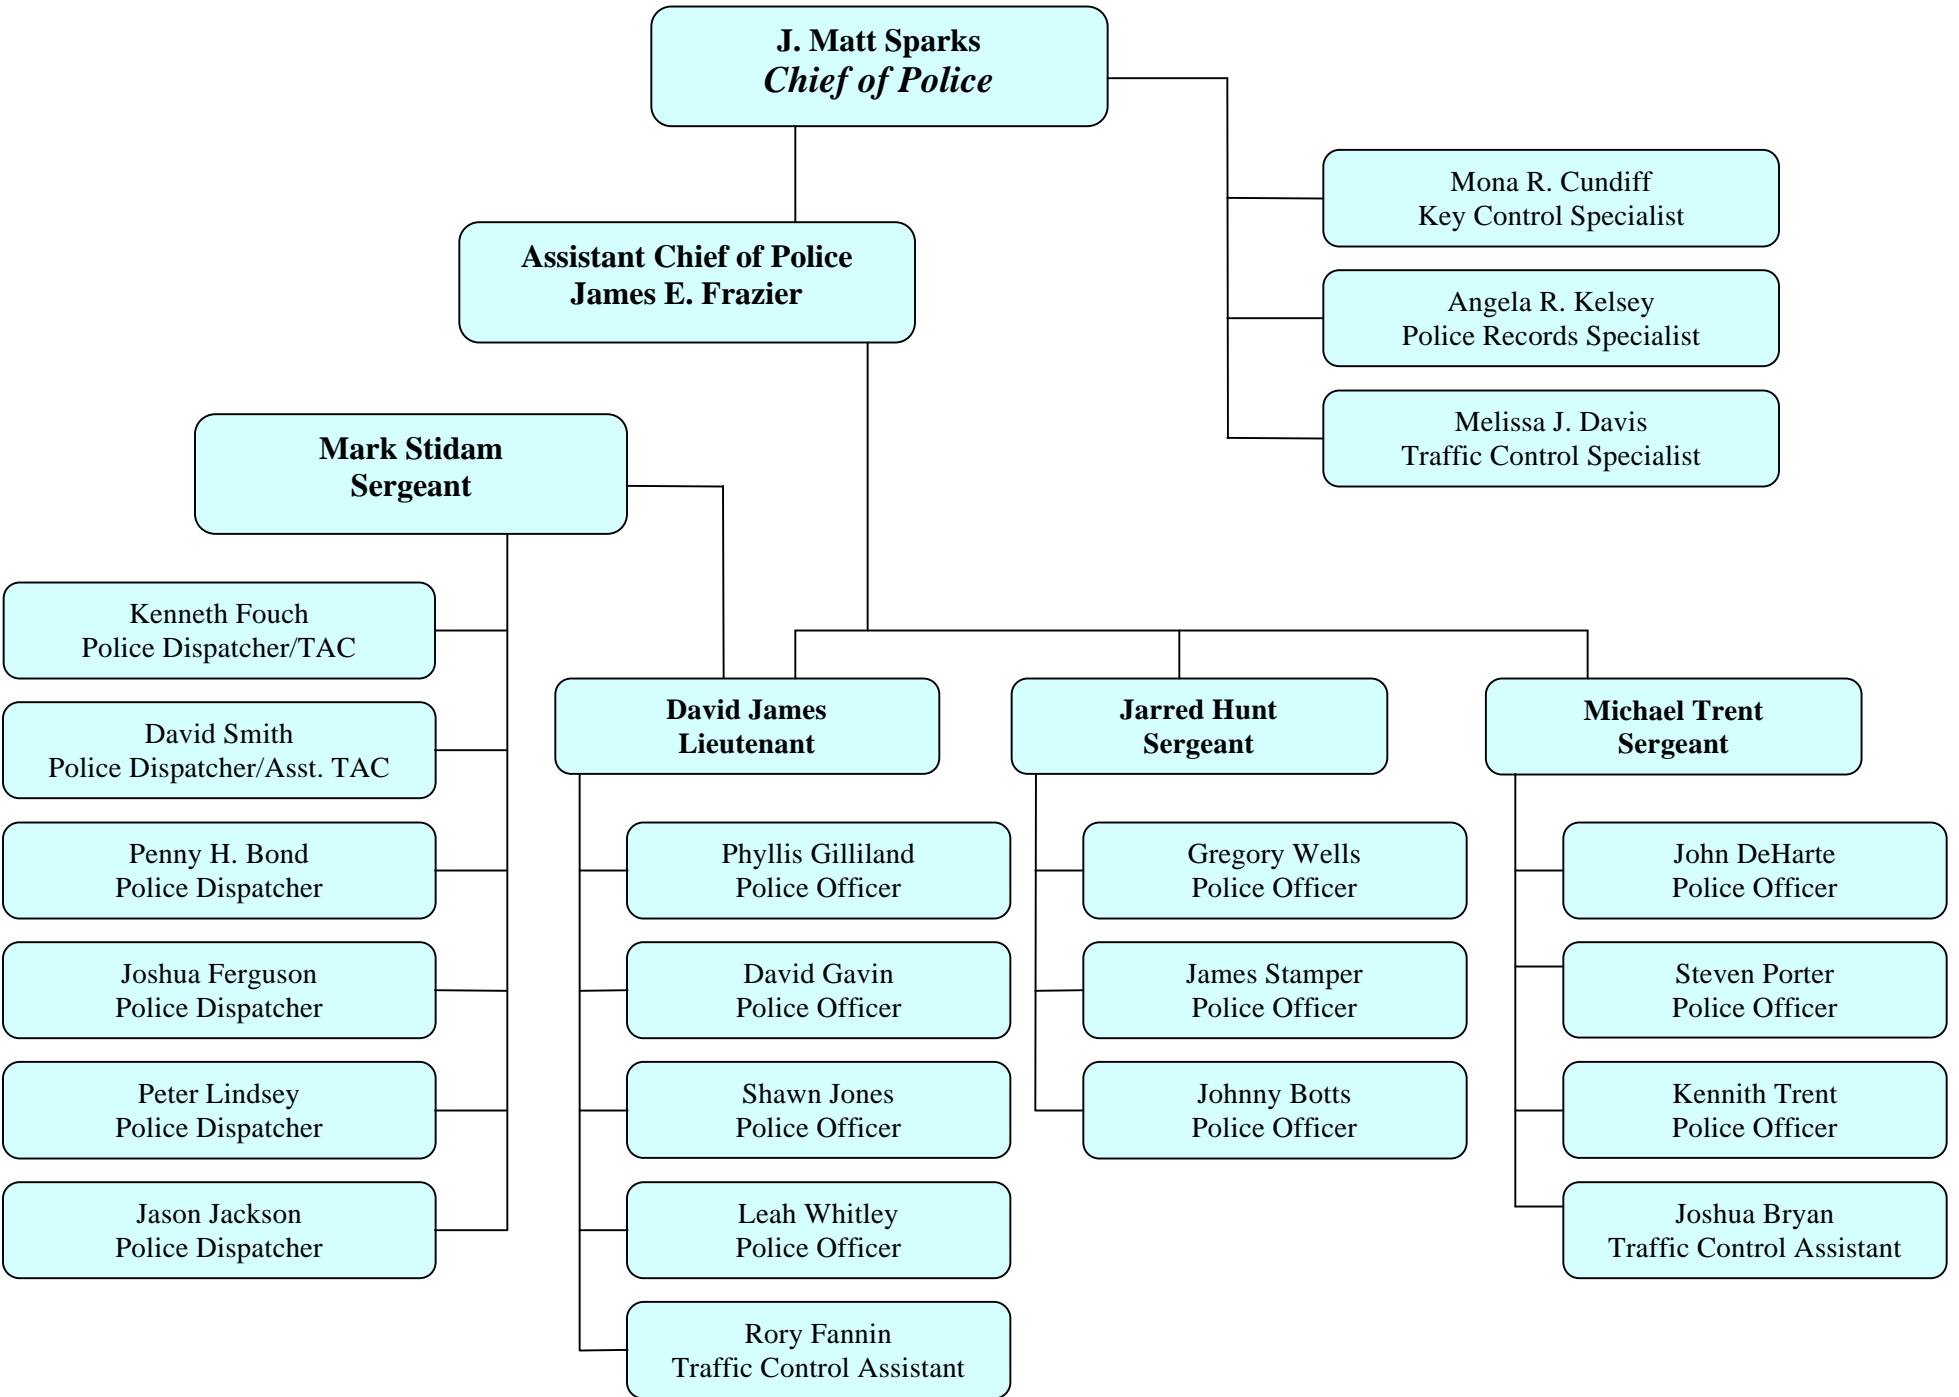 J. Matt Sparks
Chief of Police
Mona R. Cundiff
Key Control Specialist
Assistant Chief of Police
James E. Frazier
Angela R. Kelsey
Police Records Specialist
Melissa J. Davis
Traffic Control Specialist
Mark Stidam
Sergeant
Kenneth Fouch
Police Dispatcher/TAC
David Smith
Police Dispatcher/Asst. TAC
Penny H. Bond
Police Dispatcher
Joshua Ferguson
Police Dispatcher
Peter Lindsey
Police Dispatcher
Jason Jackson
Police Dispatcher
David James
Lieutenant
Phyllis Gilliland
Police Officer
David Gavin
Police Officer
Shawn Jones
Police Officer
Leah Whitley
Police Officer
Rory Fannin
Traffic Control Assistant
Jarred Hunt
Sergeant
Gregory Wells
Police Officer
James Stamper
Police Officer
Johnny Botts
Police Officer
Michael Trent
Sergeant
John DeHarte
Police Officer
Steven Porter
Police Officer
Kennith Trent
Police Officer
Joshua Bryan
Traffic Control Assistant